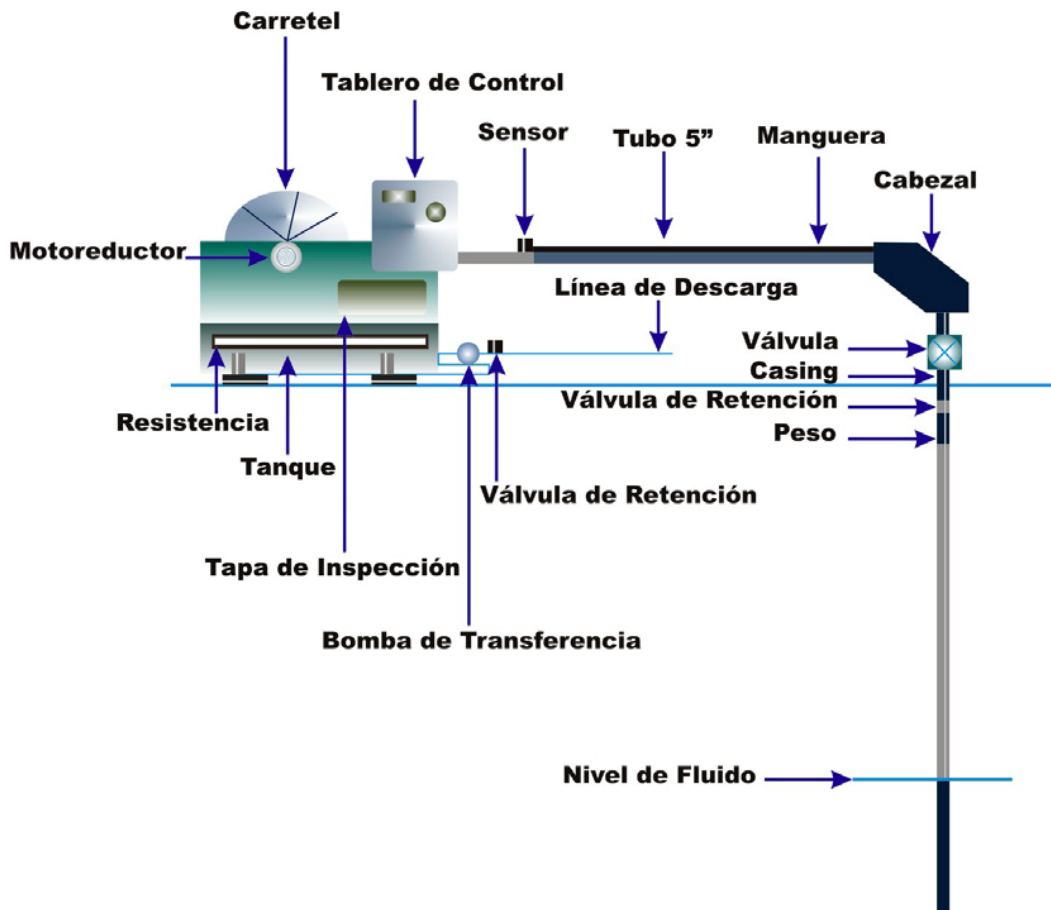 Carretel
Tablero de Control
Sensor
Tubo 5”
Manguera
Cabezal
Motoreductor
Línea de Descarga
Válvula
Casing
Válvula de Retención
Resistencia
Peso
Tanque
Válvula de Retención
Tapa de Inspección
Bomba de Transferencia
Nivel de Fluido